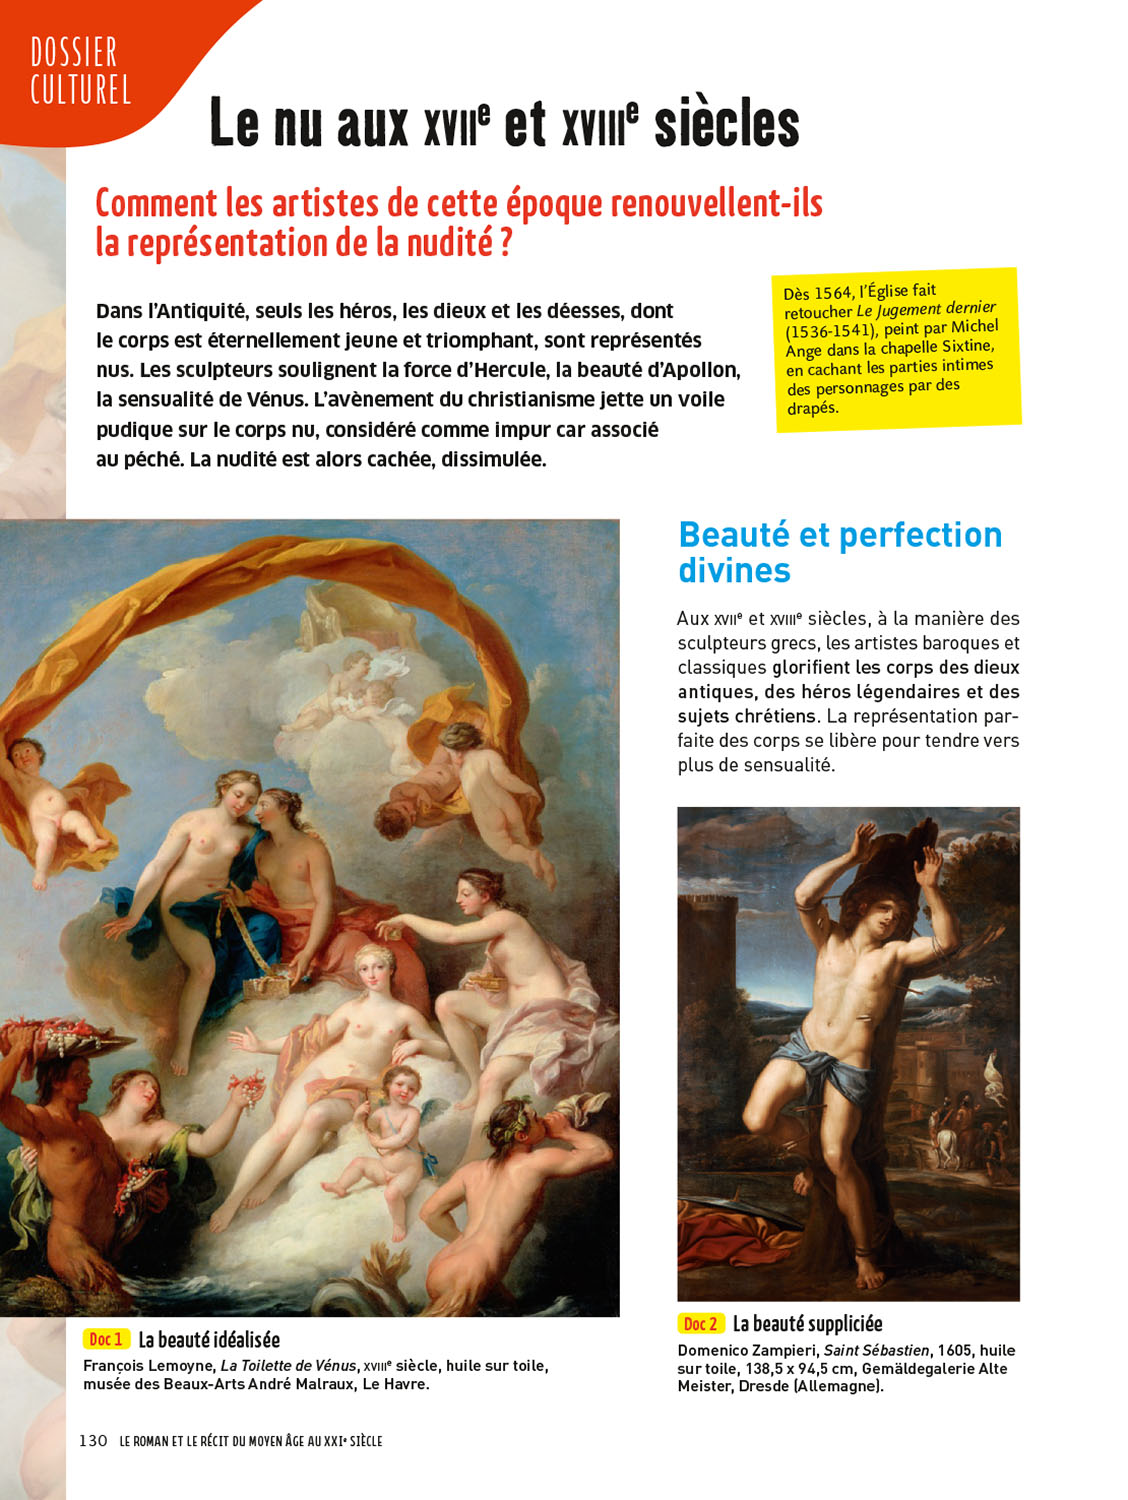 DOSSIER
CULTUREL
Le nu aux XVIIe et XVIIIe siècles
Comment les artistes de cette époque renouvellent-ils
la représentation de la nudité ?
Dans l’Antiquité, seuls les héros, les dieux et les déesses, dont
le corps est éternellement jeune et triomphant, sont représentés
nus. Les sculpteurs soulignent la force d’Hercule, la beauté d’Apollon,
la sensualité de Vénus. L’avènement du christianisme jette un voile
pudique sur le corps nu, considéré comme impur car associé
au péché. La nudité est alors cachée, dissimulée.
Dès 1564, l’Église fait
retoucher Le Jugement dernier
(1536-1541), peint par Michel
Ange dans la chapelle Sixtine,
en cachant les parties intimes
des personnages par des
drapés.
Beauté et perfection
divines
Aux XVIIe et XVIIIe siècles, à la manière des
sculpteurs grecs, les artistes baroques et
classiques glorifient les corps des dieux
antiques, des héros légendaires et des
sujets chrétiens. La représentation par-
faite des corps se libère pour tendre vers
plus de sensualité.
Doc 1 La beauté idéalisée
François Lemoyne, La Toilette de Vénus, XVIIIe siècle, huile sur toile,
musée des Beaux-Arts André Malraux, Le Havre.
Doc 2 La beauté suppliciée
Domenico Zampieri, Saint Sébastien, 1605, huile
sur toile, 138,5 x 94,5 cm, Gemäldegalerie Alte
Meister, Dresde (Allemagne).
130 LE ROMAN ET LE RÉCIT DU MOYEN ÂGE AU XXIe SIÈCLE